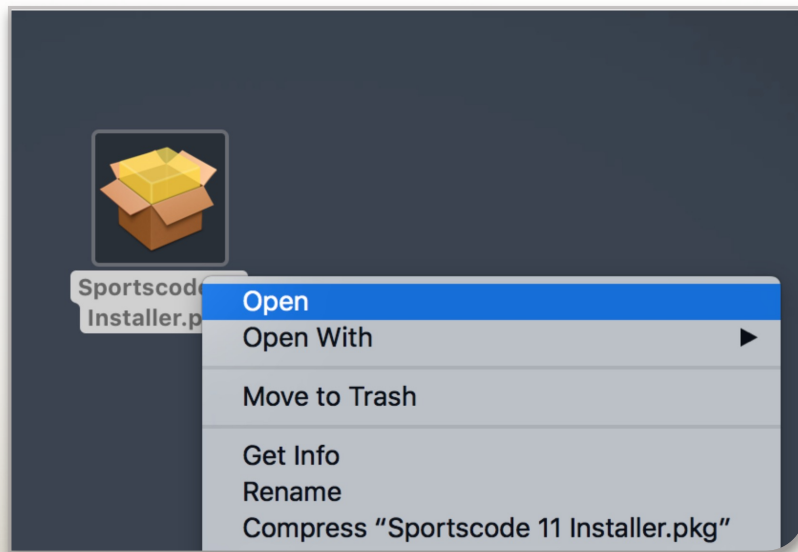 Sportscode
Installer.p
Open
Open With
Move to Trash
Get Info
Rename
Compress “Sportscode 11 Installer.pkg”